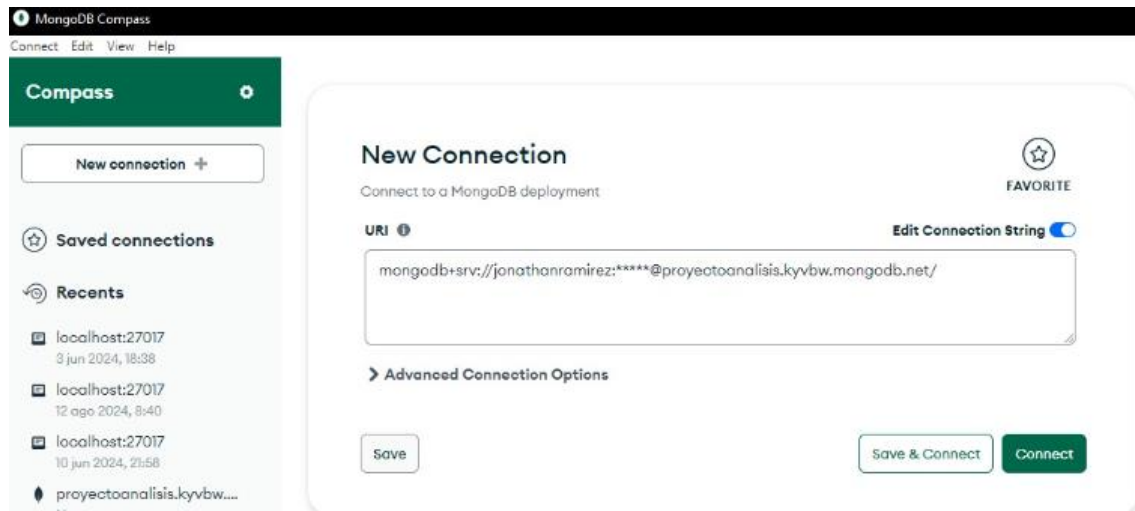 MongoDB Compass
Connect Edit View Help
Compass
New connection +
Saved connections
Recents
localhost:27017
3 jun 2024, 18:38
localhost:27017
12 ago 2024, 8:40
localhost:27017
10 jun 2024, 21:58
proyectoanalisis.kyvbw....
New Connection
Connect to a MongoDB deployment
FAVORITE
URI
Edit Connection String
mongodb+srv://jonathanramirez:*****@proyectoanalisis.kyvbw.mongodb.net/
Advanced Connection Options
Save
Save & Connect
Connect